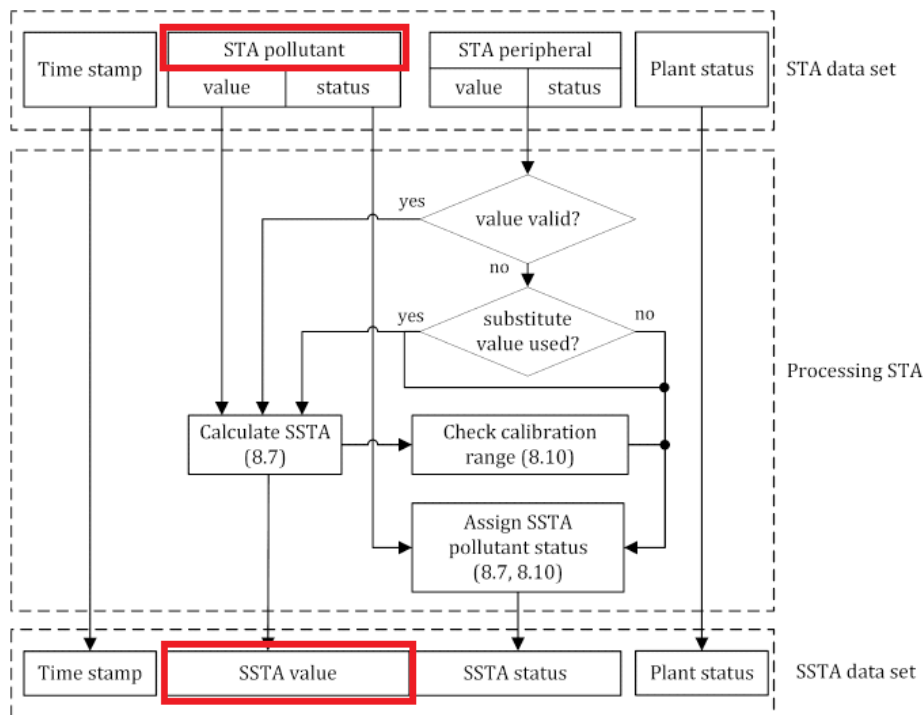 Time stamp
STA pollutant
value
status
STA peripheral
value
status
Plant status
STA data set
yes
value valid?
no
yes
substitute
value used?
no
Processing STA
Calculate SSTA
(8.7)
Check calibration
range (8.10)
Assign SSTA
pollutant status
(8.7, 8.10)
Time stamp
SSTA value
SSTA status
Plant status
SSTA data set